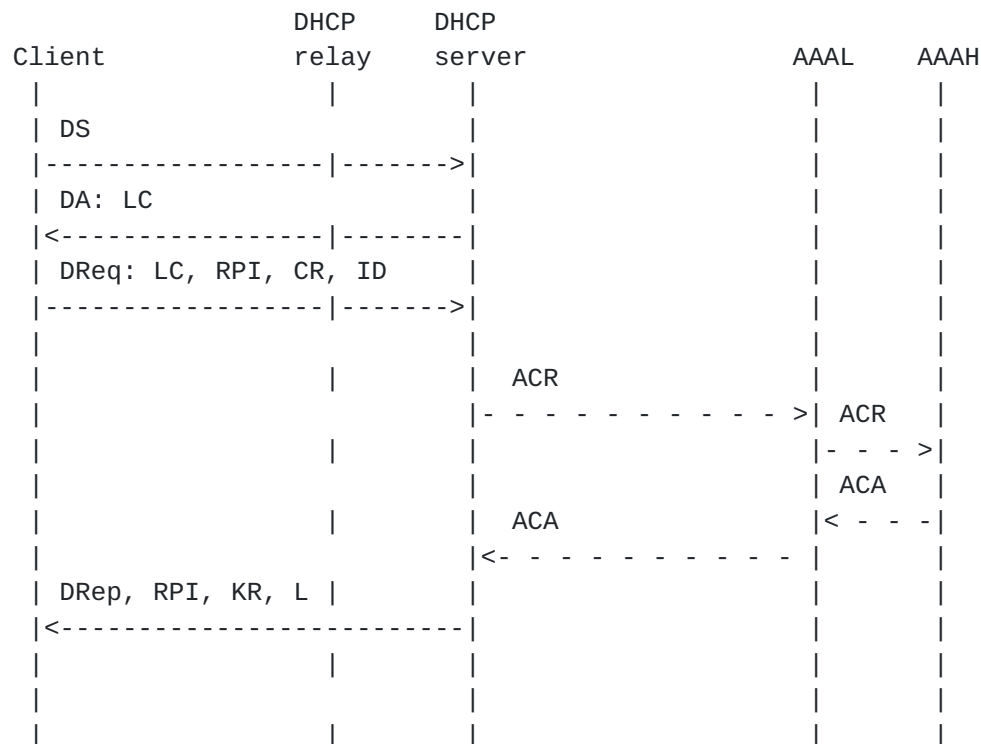 DHCP DHCP
Client relay server AAAL AAAH
DS
DA: LC
DReq: LC, RPI, CR, ID
ACR
ACR
ACA
ACA
DRep, RPI, KR, L